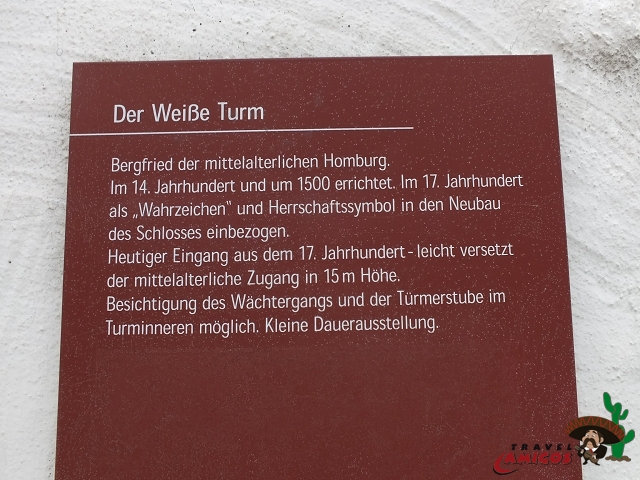 Der Weiße Turm
Bergfried der mittelalterlichen Homburg.
Im 14. Jahrhundert und um 1500 errichtet. Im 17. Jahrhundert
als „Wahrzeichen“ und Herrschaftssymbol in den Neubau
des Schlosses einbezogen.
Heutiger Eingang aus dem 17. Jahrhundert - leicht versetzt
der mittelalterliche Zugang in 15 m Höhe.
Besichtigung des Wächtergangs und der Türmerstube im
Turminneren möglich. Kleine Dauerausstellung.
TRAVEL
AMIGOS